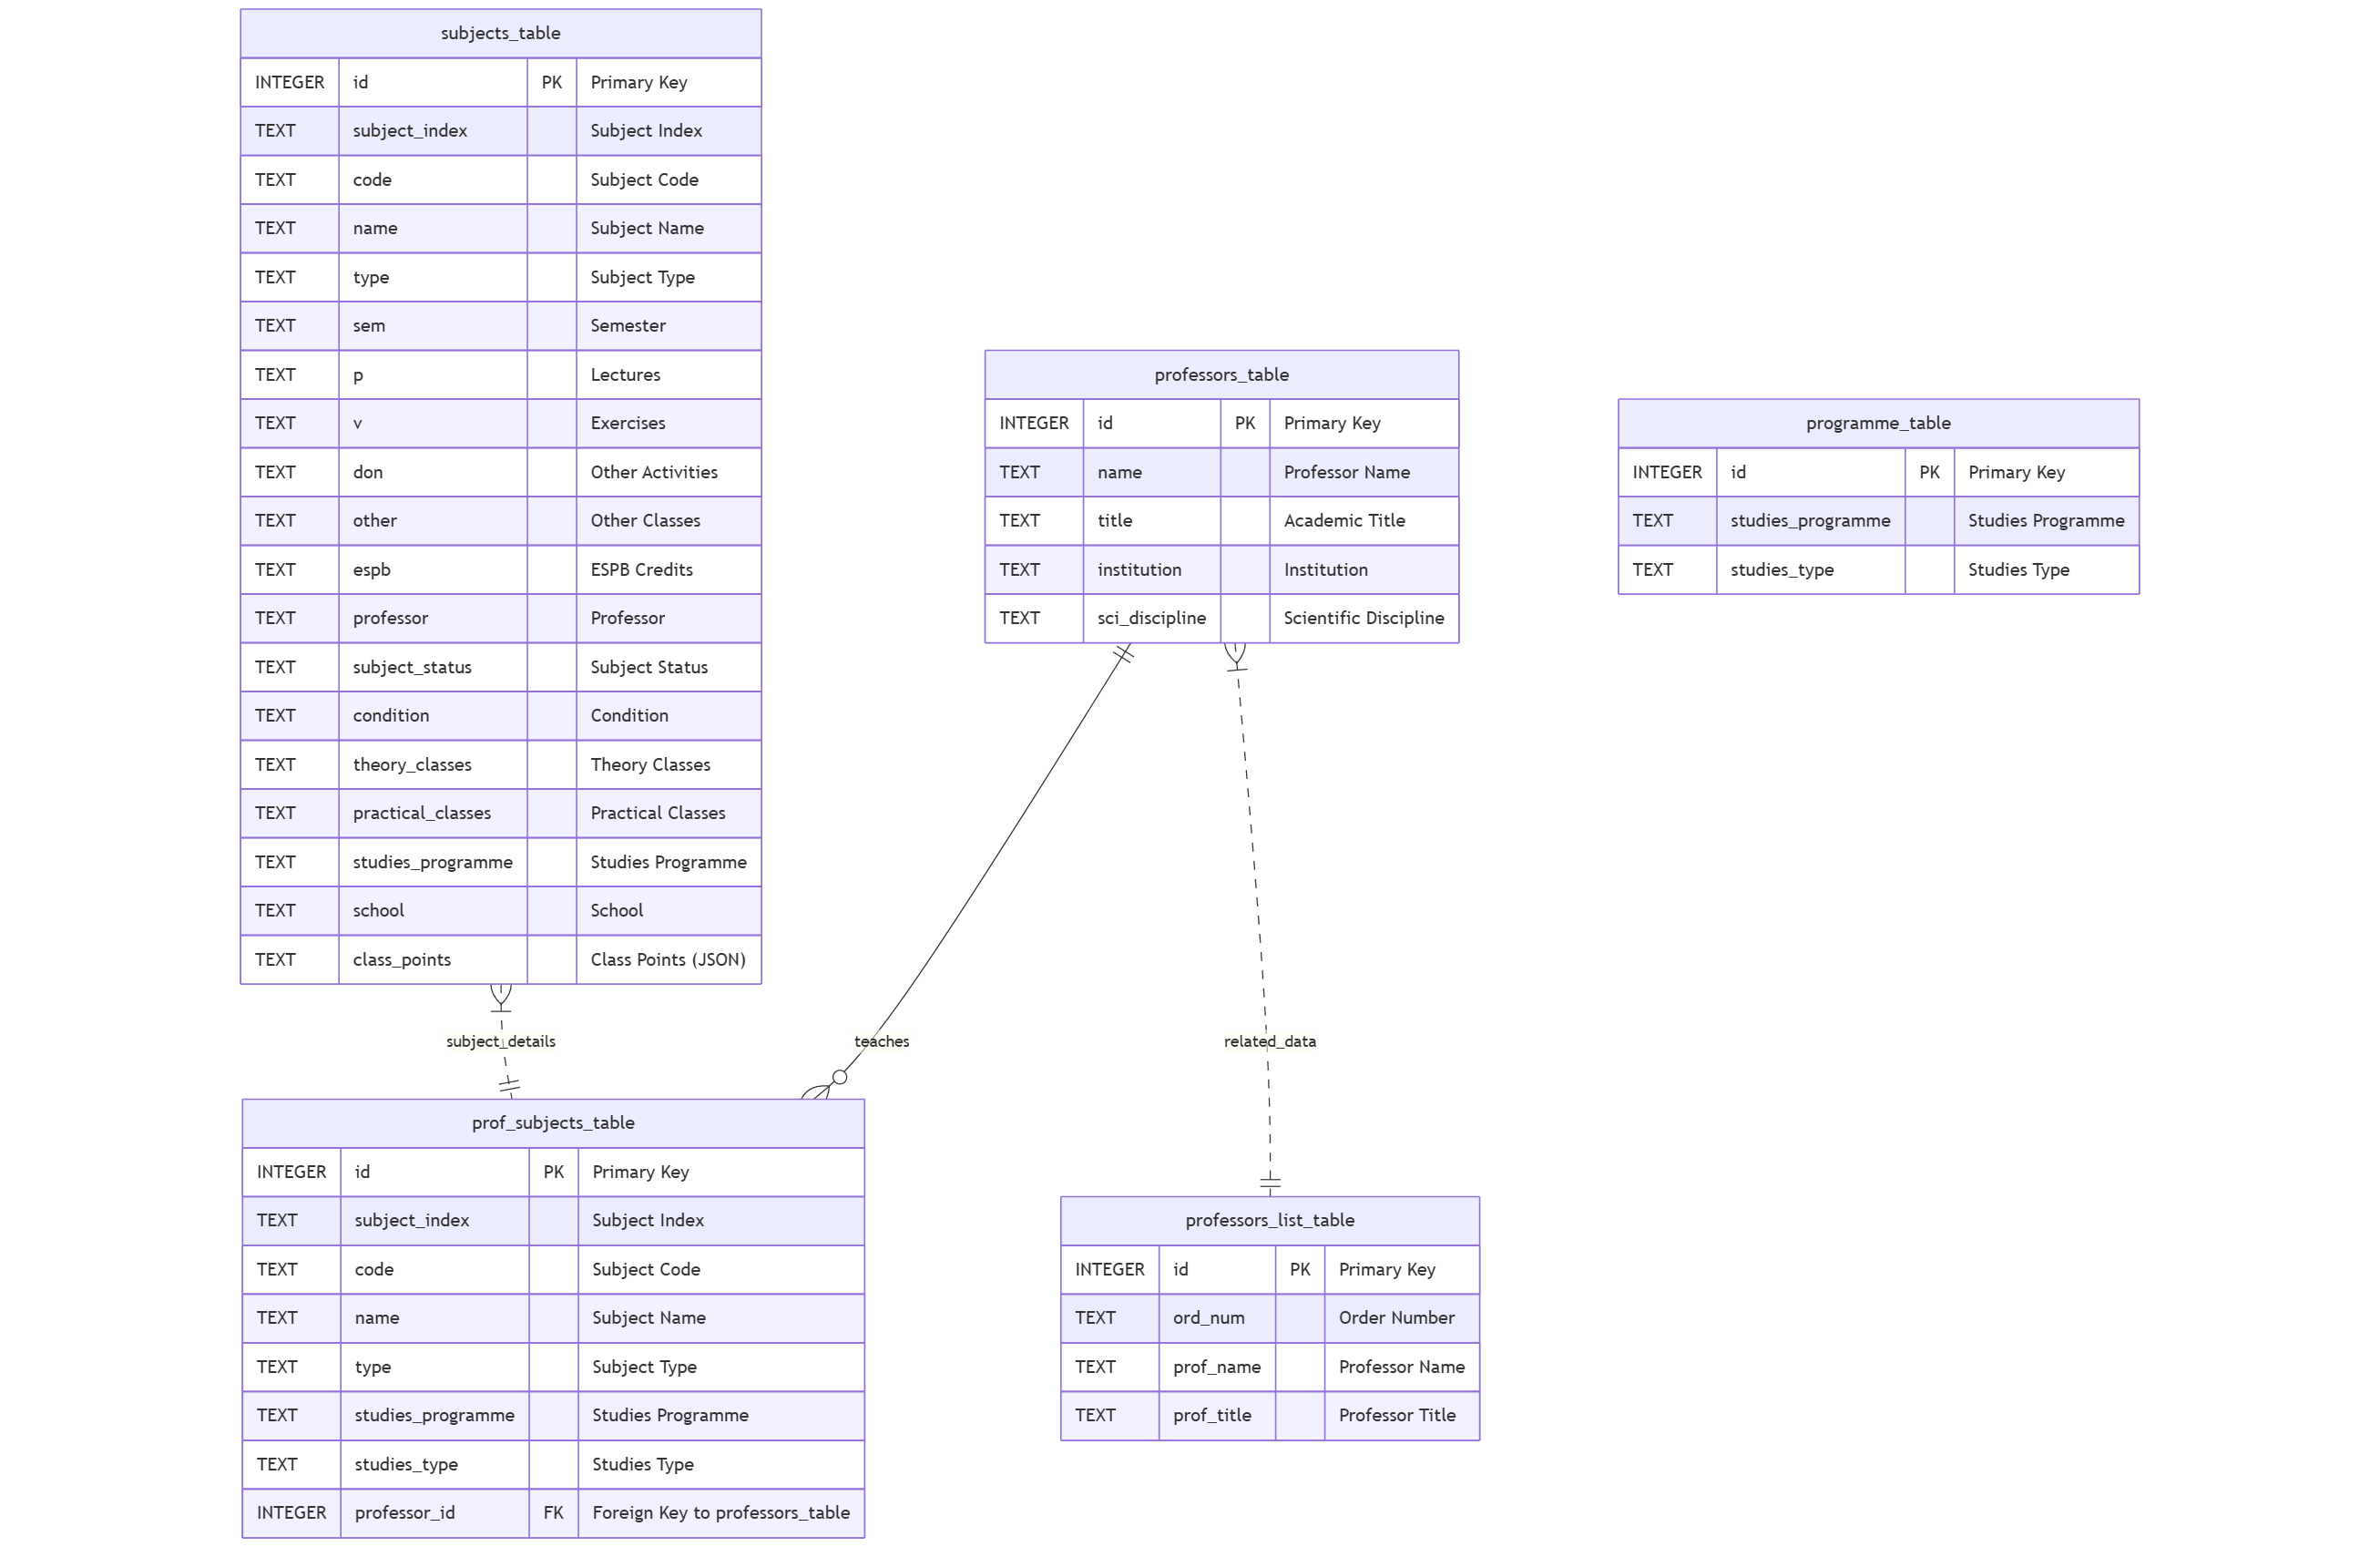 subjects_table
INTEGER id PK Primary Key
TEXT subject_index Subject Index
TEXT code Subject Code
TEXT name Subject Name
TEXT type Subject Type
TEXT sem Semester
TEXT p Lectures
TEXT v Exercises
TEXT don Other Activities
TEXT other Other Classes
TEXT espb ESPB Credits
TEXT professor Professor
TEXT subject_status Subject Status
TEXT condition Condition
TEXT theory_classes Theory Classes
TEXT practical_classes Practical Classes
TEXT studies_programme Studies Programme
TEXT school School
TEXT class_points Class Points (JSON)
professors_table
INTEGER id PK Primary Key
TEXT name Professor Name
TEXT title Academic Title
TEXT institution Institution
TEXT sci_discipline Scientific Discipline
programme_table
INTEGER id PK Primary Key
TEXT studies_programme Studies Programme
TEXT studies_type Studies Type
subject_details
teaches
related_data
prof_subjects_table
INTEGER id PK Primary Key
TEXT subject_index Subject Index
TEXT code Subject Code
TEXT name Subject Name
TEXT type Subject Type
TEXT studies_programme Studies Programme
TEXT studies_type Studies Type
INTEGER professor_id FK Foreign Key to professors_table
professors_list_table
INTEGER id PK Primary Key
TEXT ord_num Order Number
TEXT prof_name Professor Name
TEXT prof_title Professor Title